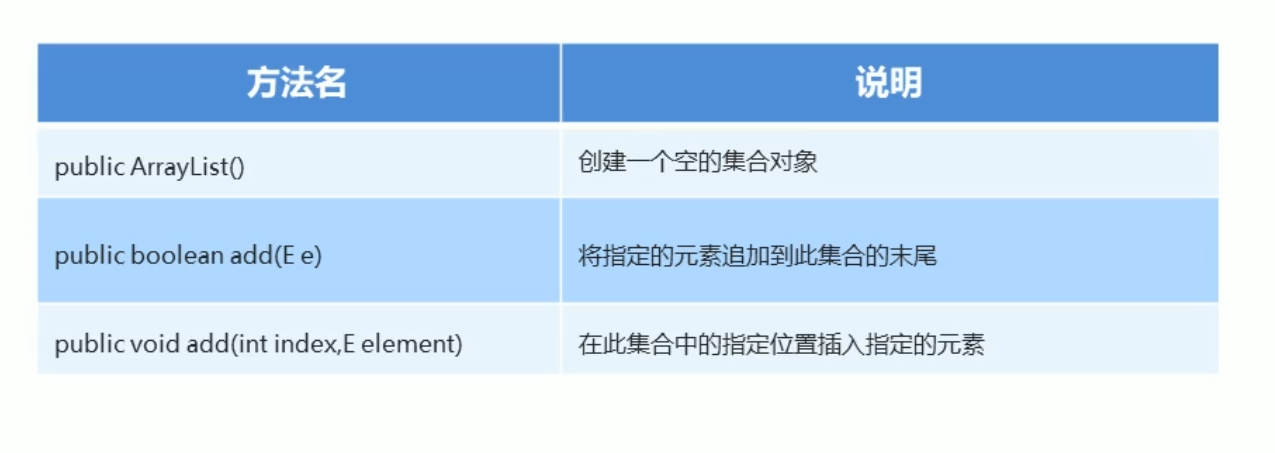 方法名 说明
public ArrayList() 创建一个空的集合对象
public boolean add(E e) 将指定的元素追加到此集合的末尾
public void add(int index,E element) 在此集合中的指定位置插入指定的元素